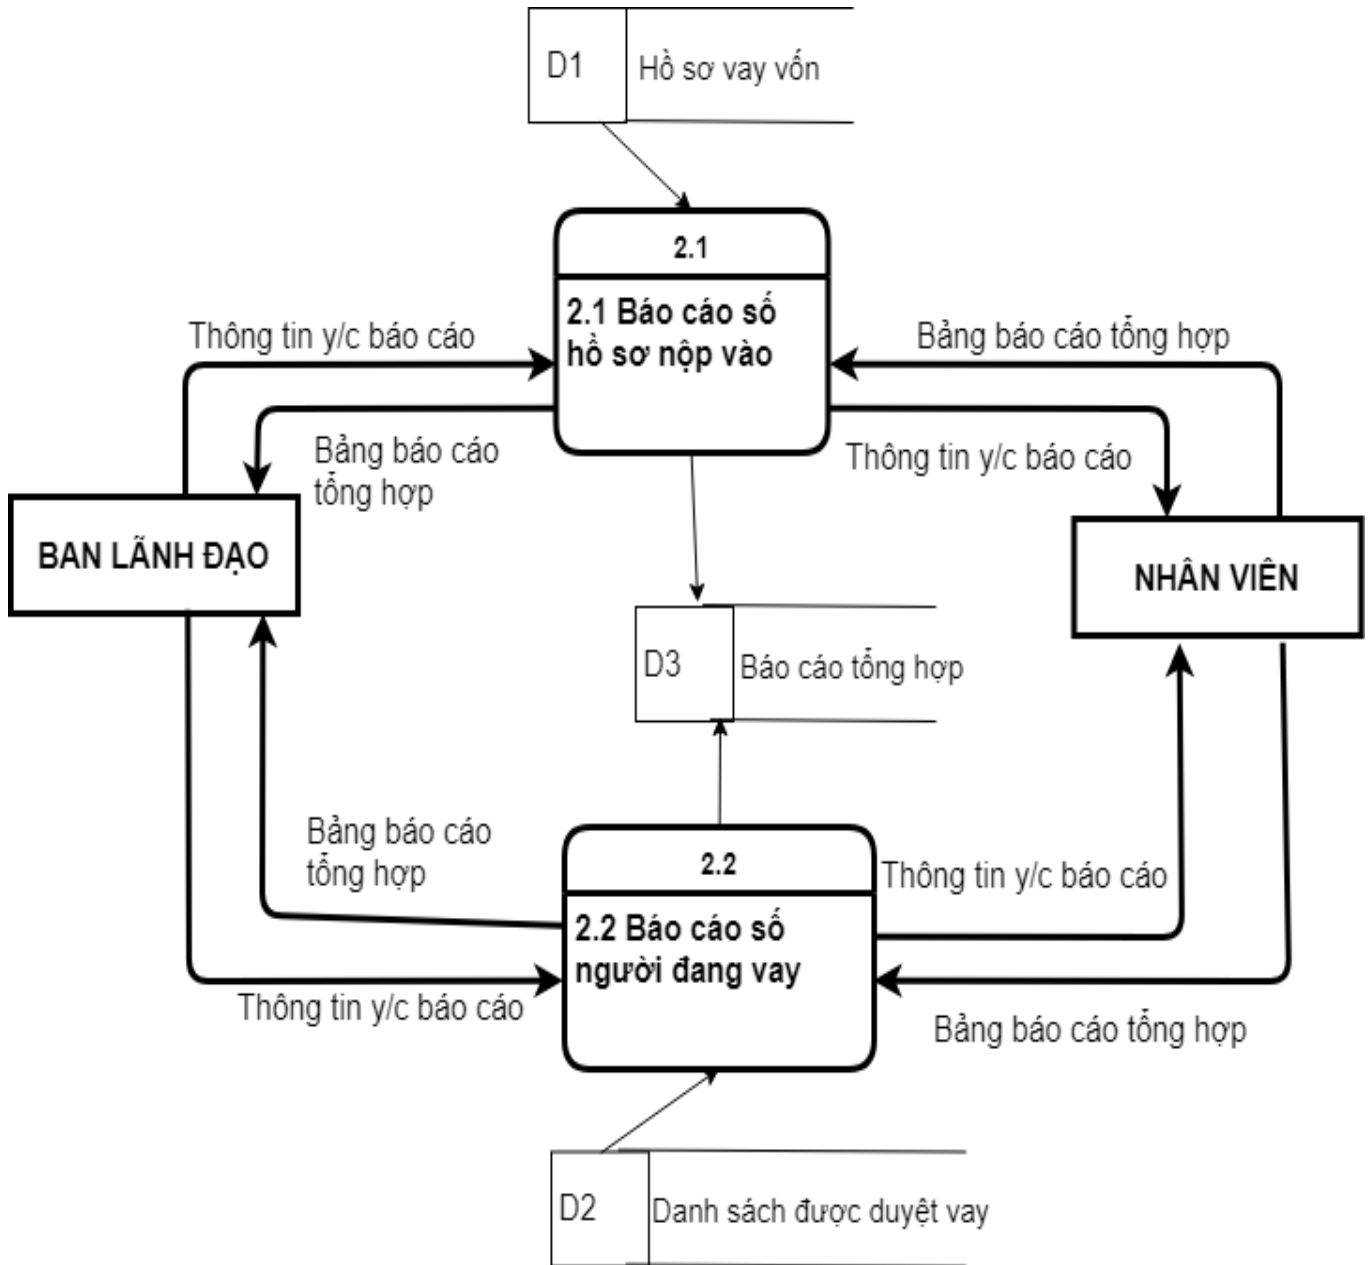 D1
Hồ sơ vay vốn
2.1
2.1 Báo cáo số
hồ sơ nộp vào
Thông tin y/c báo cáo
Bảng báo cáo tổng hợp
Bảng báo cáo
tổng hợp
Thông tin y/c báo cáo
BAN LÃNH ĐẠO
NHÂN VIÊN
D3
Báo cáo tổng hợp
Bảng báo cáo
tổng hợp
2.2
Thông tin y/c báo cáo
2.2 Báo cáo số
người đang vay
Thông tin y/c báo cáo
Bảng báo cáo tổng hợp
D2
Danh sách được duyệt vay